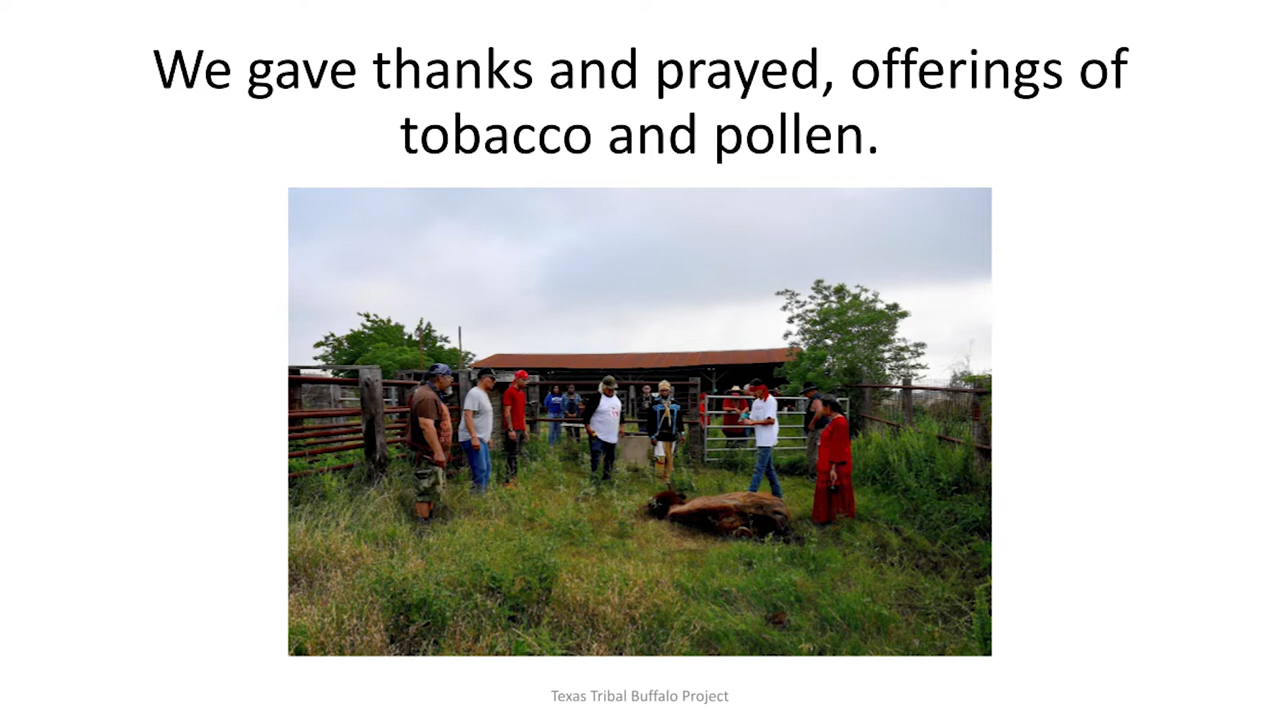 We gave thanks and prayed, offerings of
tobacco and pollen.
Texas Tribal Buffalo Project